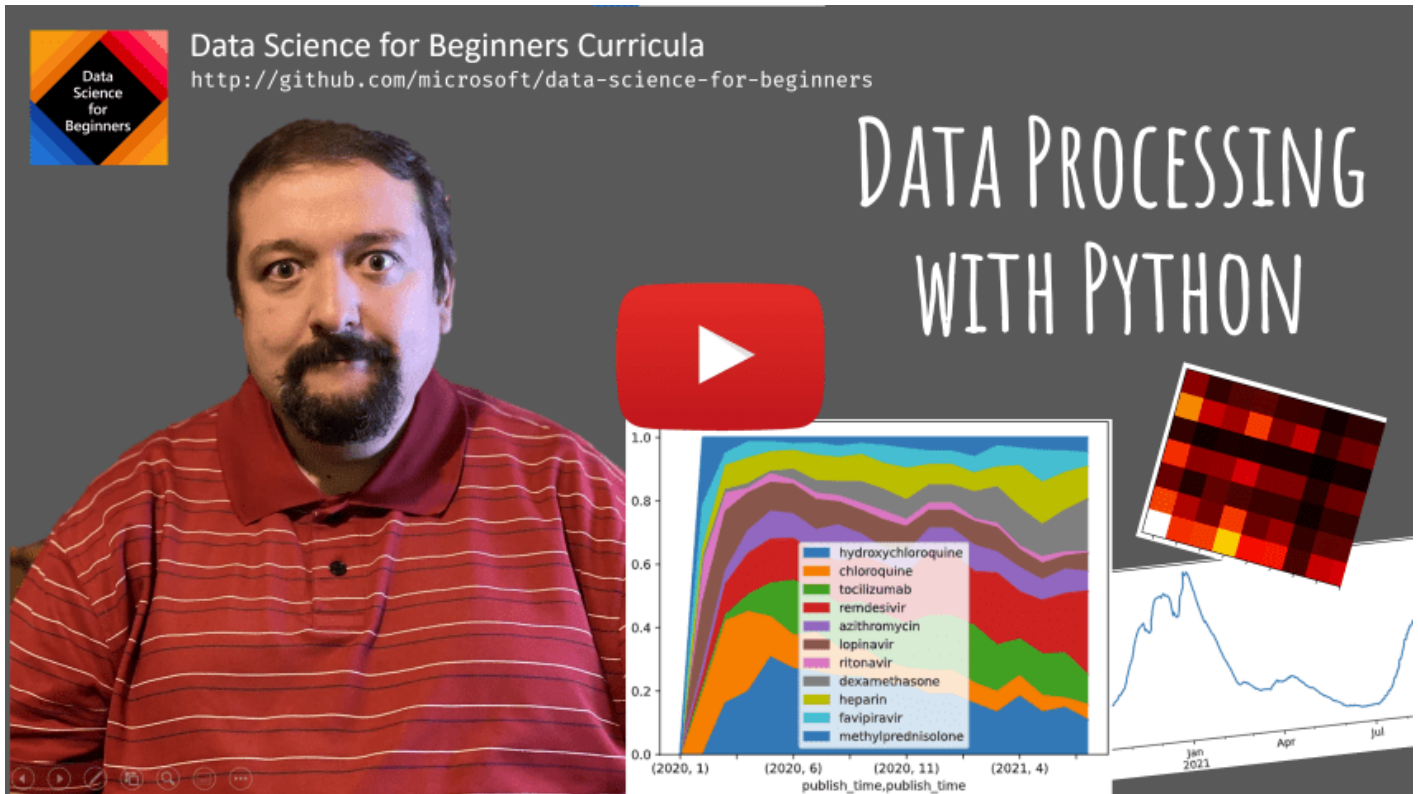 Data Science for Beginners Curricula
http://github.com/microsoft/data-science-for-beginners
Data
Science
for
Beginners
DATA PROCESSING
WITH PYTHON
1.0
0.8
0.6
0.4
0.2
0.0
hydroxychloroquine
chloroquine
tocilizumab
remdesivir
azithromycin
lopinavir
ritonavir
dexamethasone
heparin
favipiravir
methylprednisolone
(2020, 1) (2020, 6) (2020, 11) (2021, 4)
publish_time,publish_time
Jan Apr Jul
2021